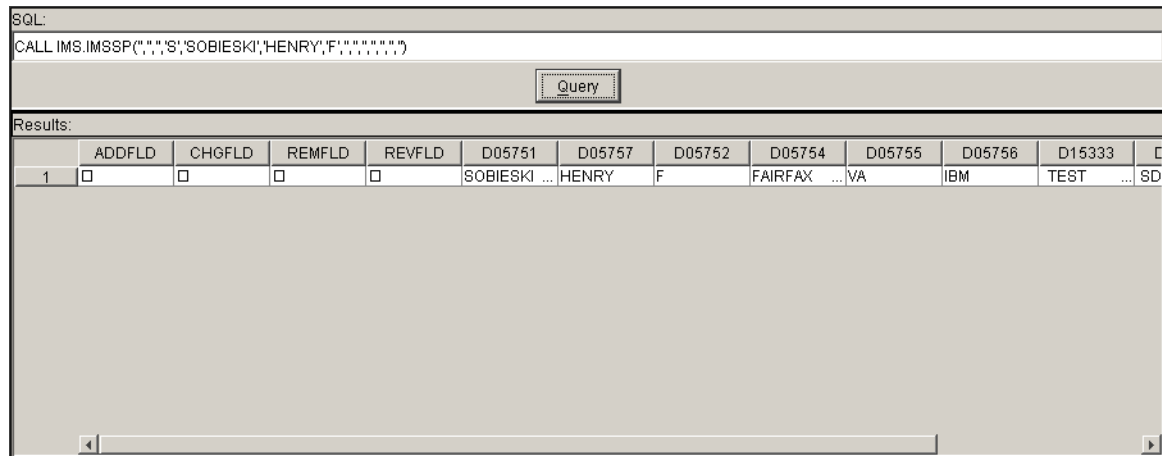 SQL:
CALL IMS.IMSSP('','','','S','SOBIESKI','HENRY','F','','','','','','','')
Query
Results:
ADDFLD CHGFLD REMFLD REVFLD D05751 D05757 D05752 D05754 D05755 D05756 D15333 D
1 SOBIESKI ... HENRY F FAIRFAX ... VA IBM TEST ... SD